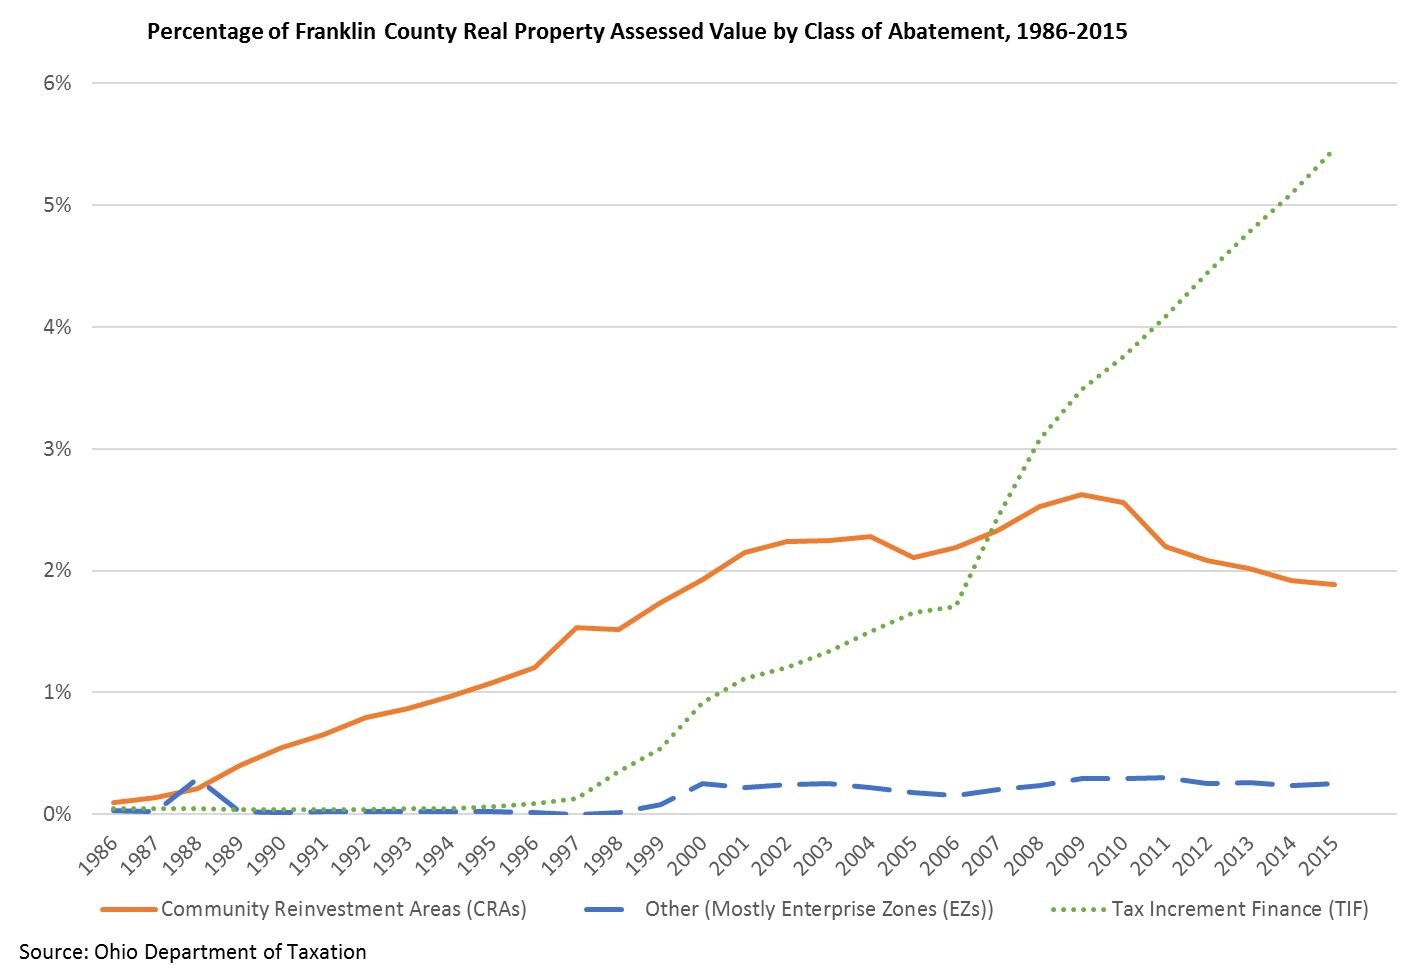 Percentage of Franklin County Real Property Assessed Value by Class of Abatement, 1986-2015
6%
5%
4%
3%
2%
1%
0%
1986 1987 1988 1989 1990 1991 1992 1993 1994 1995 1996 1997 1998 1999 2000 2001 2002 2003 2004 2005 2006 2007 2008 2009 2010 2011 2012 2013 2014 2015
Community Reinvestment Areas (CRAs) Other (Mostly Enterprise Zones (EZs)) Tax Increment Finance (TIF)
Source: Ohio Department of Taxation